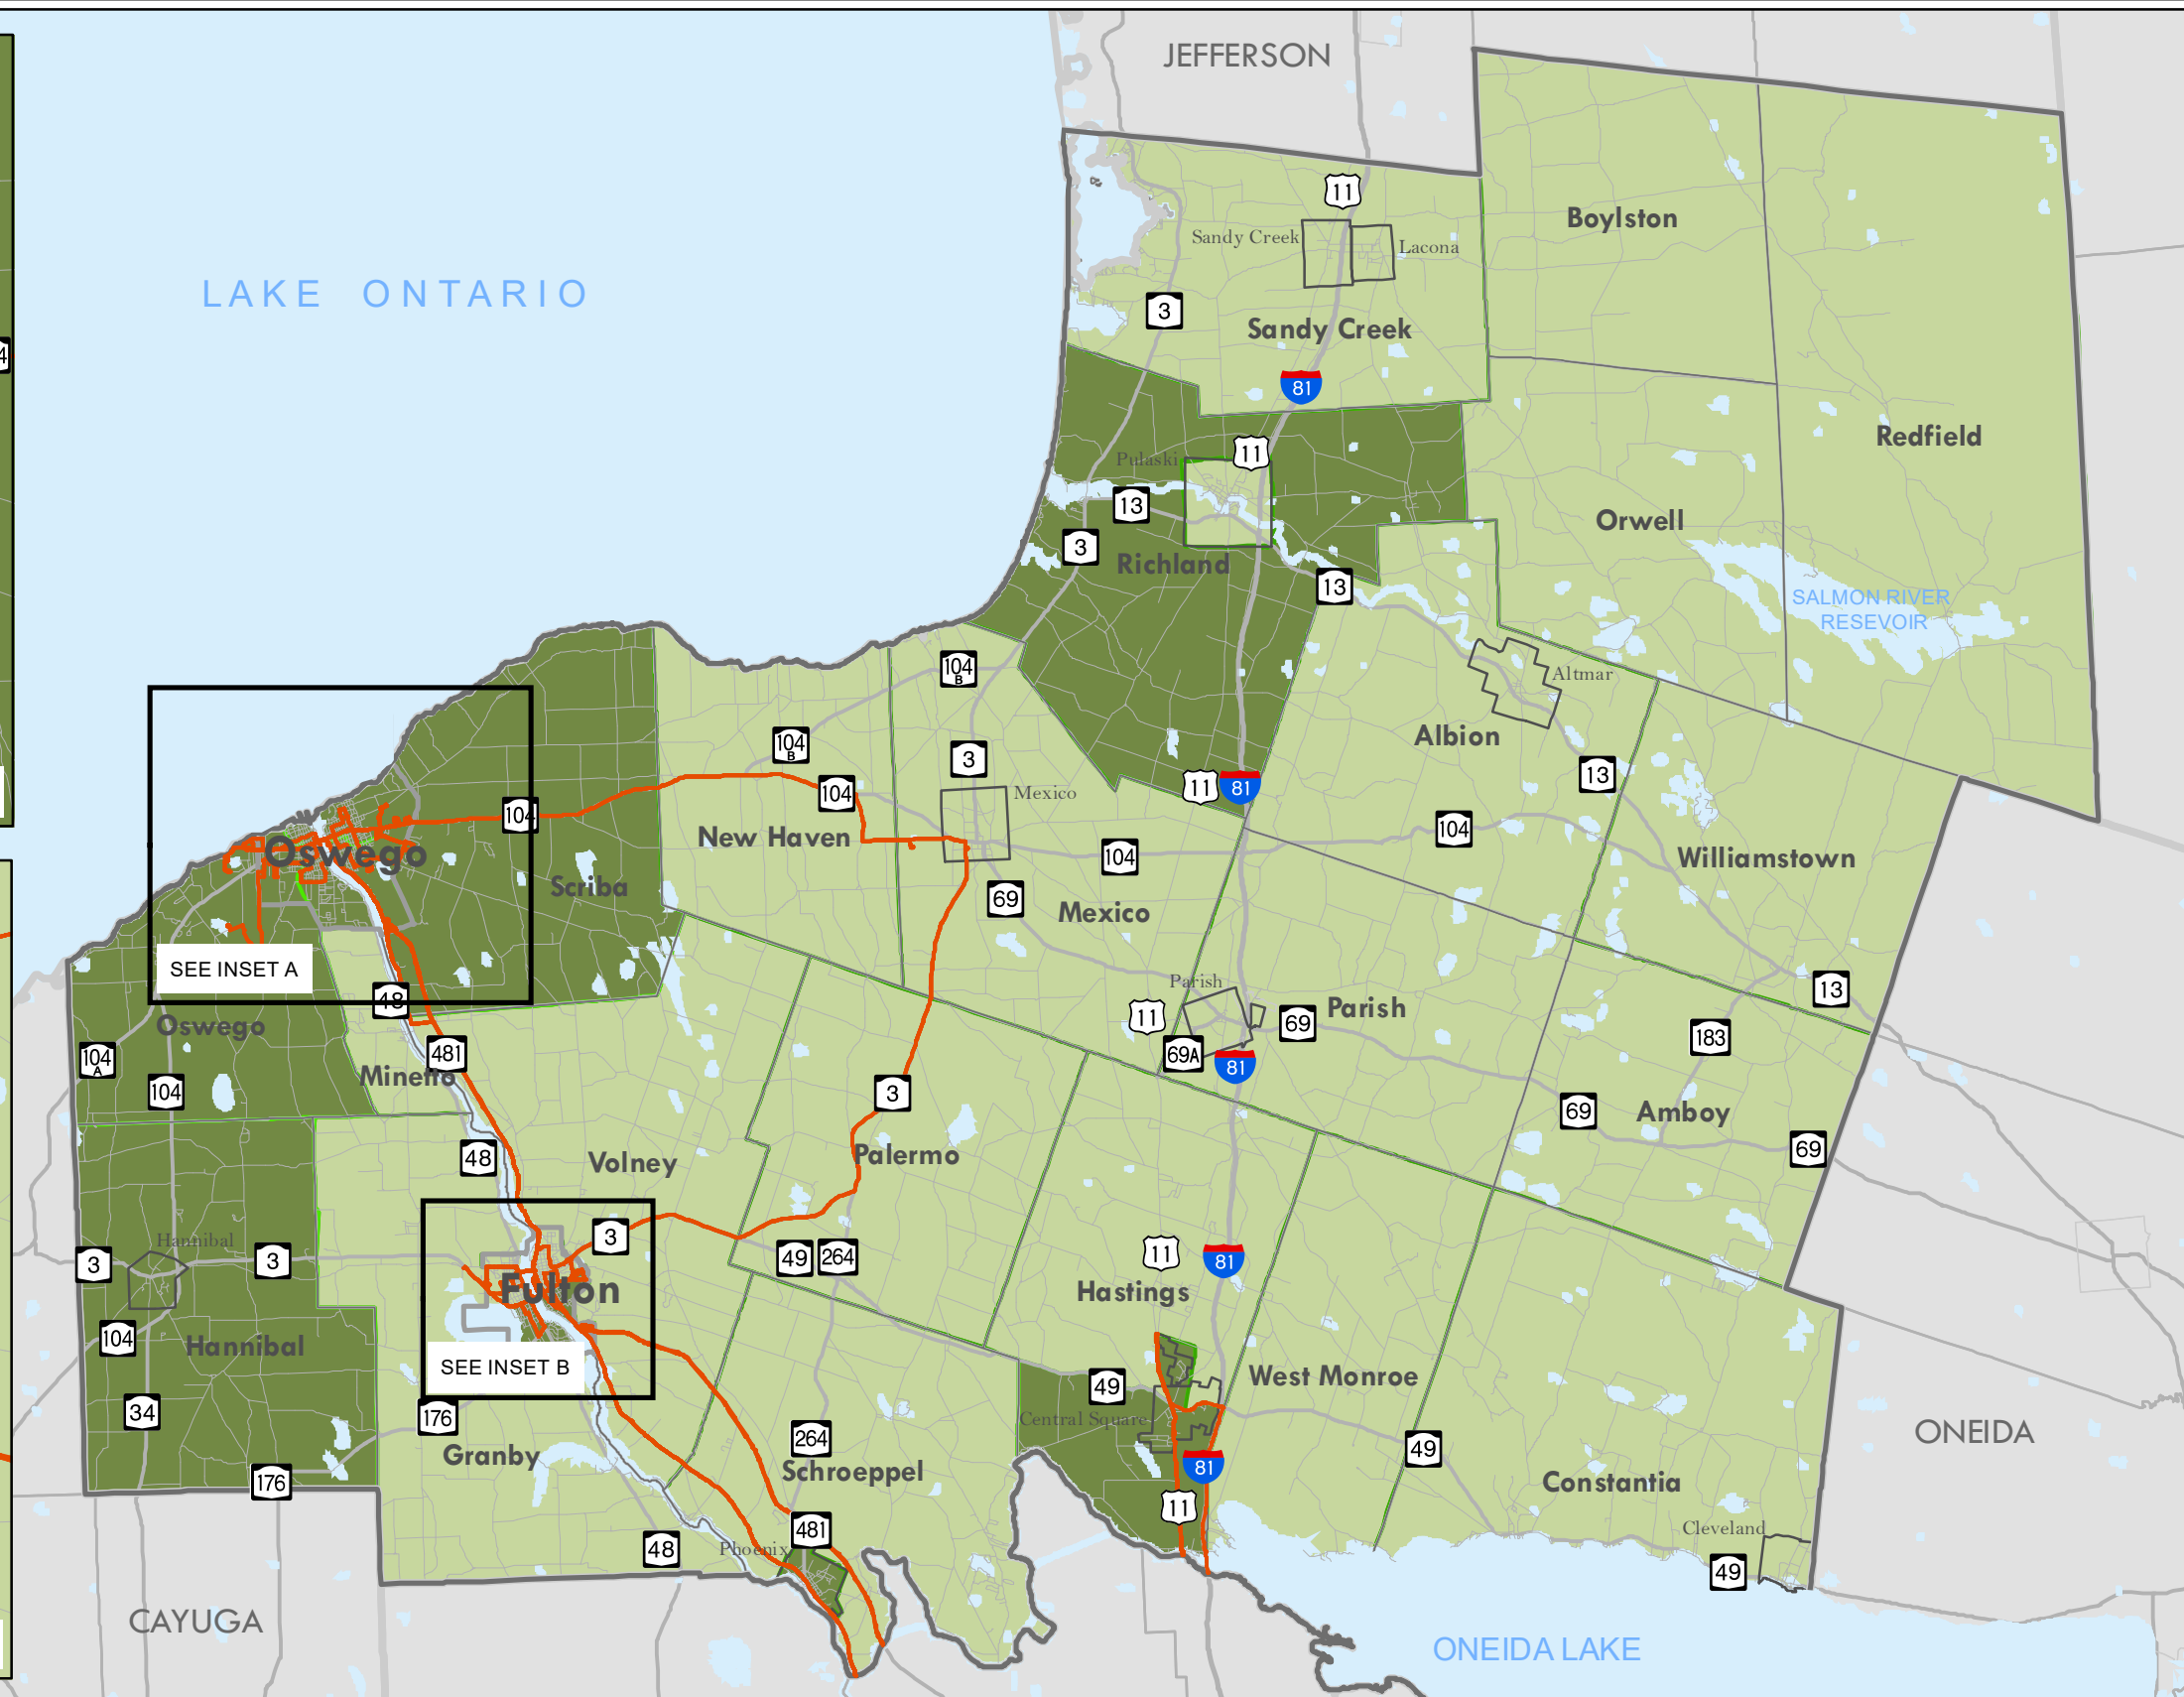 JEFFERSON
11
Boylston
Sandy Creek
Lacona
LAKE ONTARIO
3
Sandy Creek
4
81
Redfield
11
Pulaski
13
Orwell
3
Richland
13
SALMON RIVER
RESEVOIR
104
B
Altmar
104
B
3
Albion
13
11
81
104
Mexico
104
New Haven
104
Oswego
104
Williamstown
Scriba
69
Mexico
SEE INSET A
Parish
13
48
11
69
Parish
Oswego
183
104
A
481
69A
81
Minetto
104
3
69
Amboy
48
Volney
Palermo
69
Hannibal
3
3
3
49
264
11
81
Fulton
Hastings
104
Hannibal
SEE INSET B
49
West Monroe
34
176
Central Square
264
49
ONEIDA
Granby
Schroeppel
81
176
Constantia
11
481
Cleveland
48
Phoenix
49
CAYUGA
ONEIDA LAKE